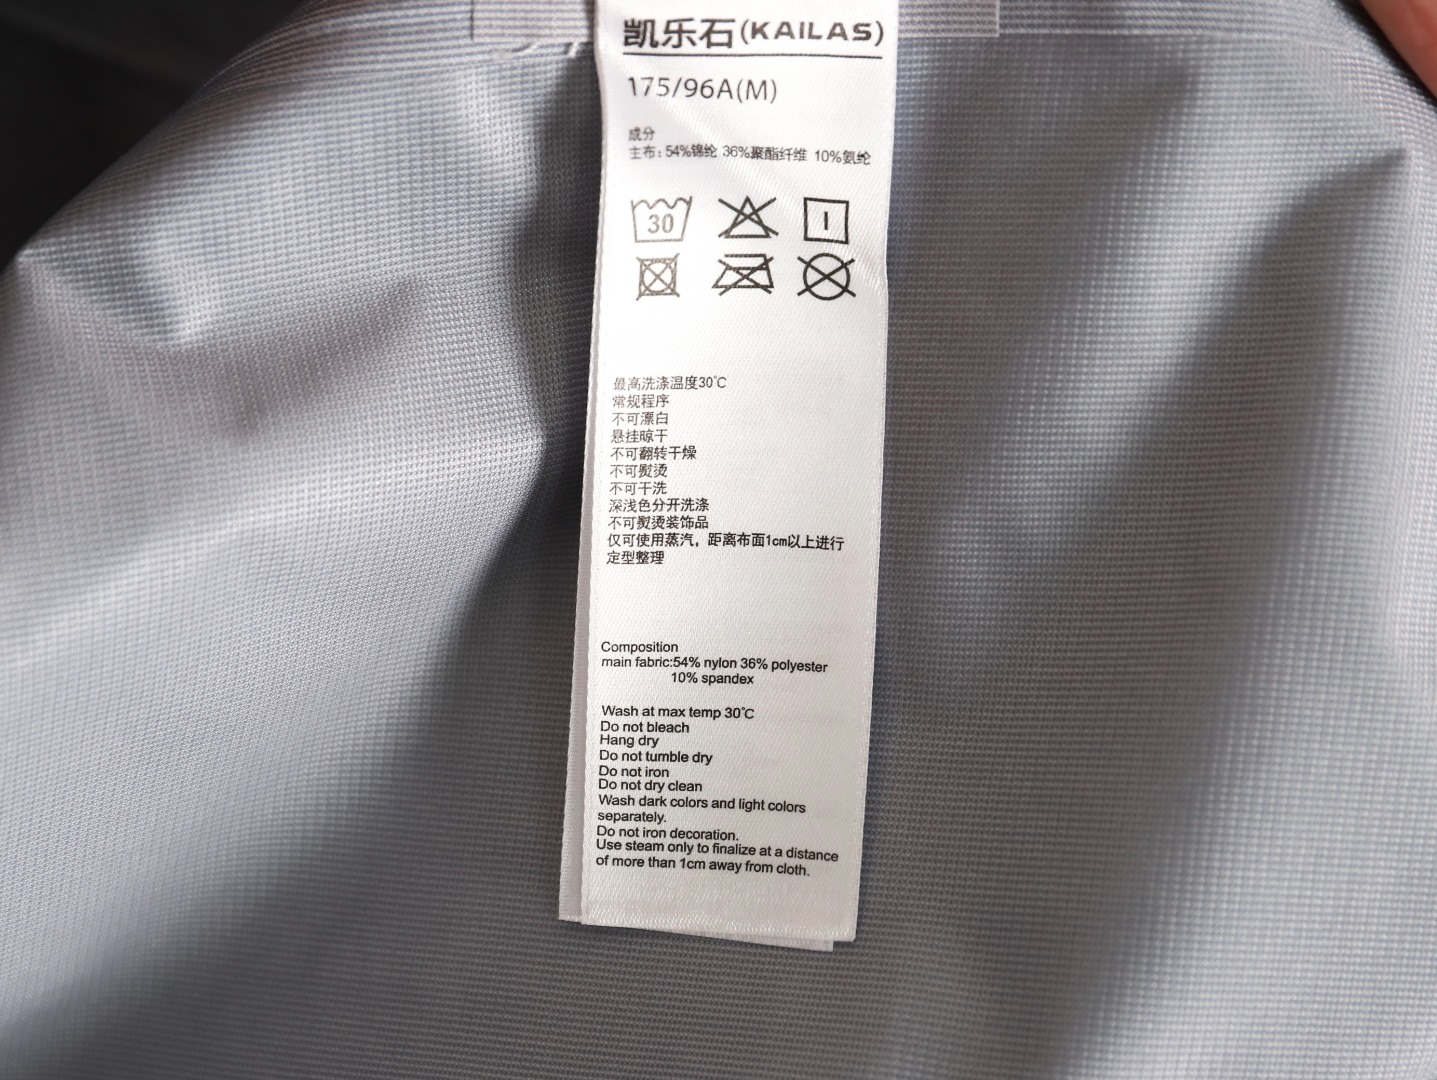 凯乐石(KAILAS)
175/96A(M)
成分
主布: 54%锦纶 36%聚酯纤维 10%氨纶
30
最高洗涤温度30℃
常规程序
不可漂白
悬挂晾干
不可翻转干燥
不可熨烫
不可干洗
深浅色分开洗涤
不可熨烫装饰品
仅可使用蒸汽，距离布面1cm以上进行
定型整理
Composition
main fabric:54% nylon 36% polyester
10% spandex
Wash at max temp 30℃
Do not bleach
Hang dry
Do not tumble dry
Do not iron
Do not dry clean
Wash dark colors and light colors
separately.
Do not iron decoration.
Use steam only to finalize at a distance
of more than 1cm away from cloth.